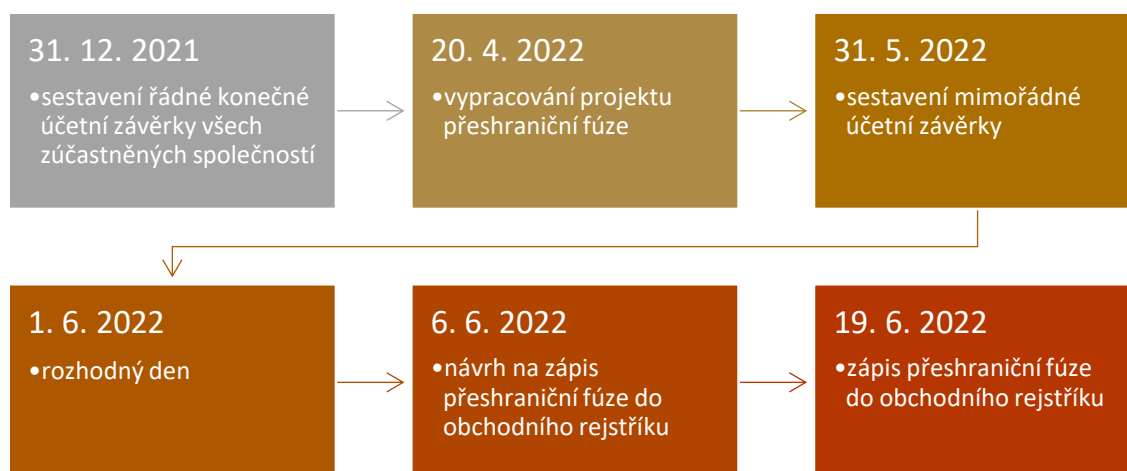 31. 12. 2021
•sestavení řádné konečné
účetní závěrky všech
zúčastněných společností
20. 4. 2022
•vypracování projektu
přeshraniční fúze
31. 5. 2022
•sestavení mimořádné
účetní závěrky
1. 6. 2022
•rozhodný den
6. 6. 2022
•návrh na zápis
přeshraniční fúze do
obchodního rejstříku
19. 6. 2022
•zápis přeshraniční fúze
do obchodního rejstříku